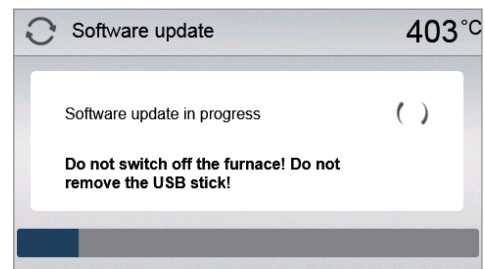 Software update 403 °C
Software update in progress
Do not switch off the furnace! Do not
remove the USB stick!